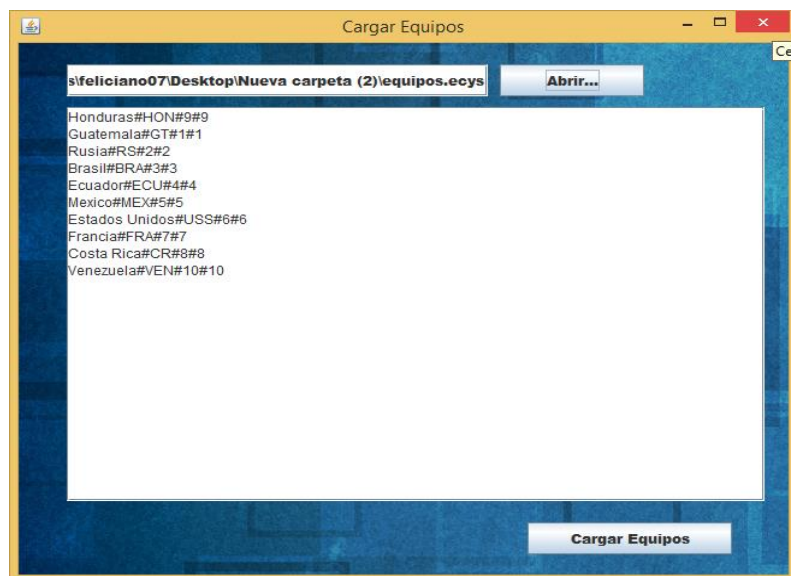 Cargar Equipos
Ce
s\feliciano07\Desktop\Nueva carpeta (2)\equipos.ecys
Abrir...
Honduras#HON#9#9
Guatemala#GT#1#1
Rusia#RS#2#2
Brasil#BRA#3#3
Ecuador#ECU#4#4
Mexico#MEX#5#5
Estados Unidos#USS#6#6
Francia#FRA#7#7
Costa Rica#CR#8#8
Venezuela#VEN#10#10
Cargar Equipos